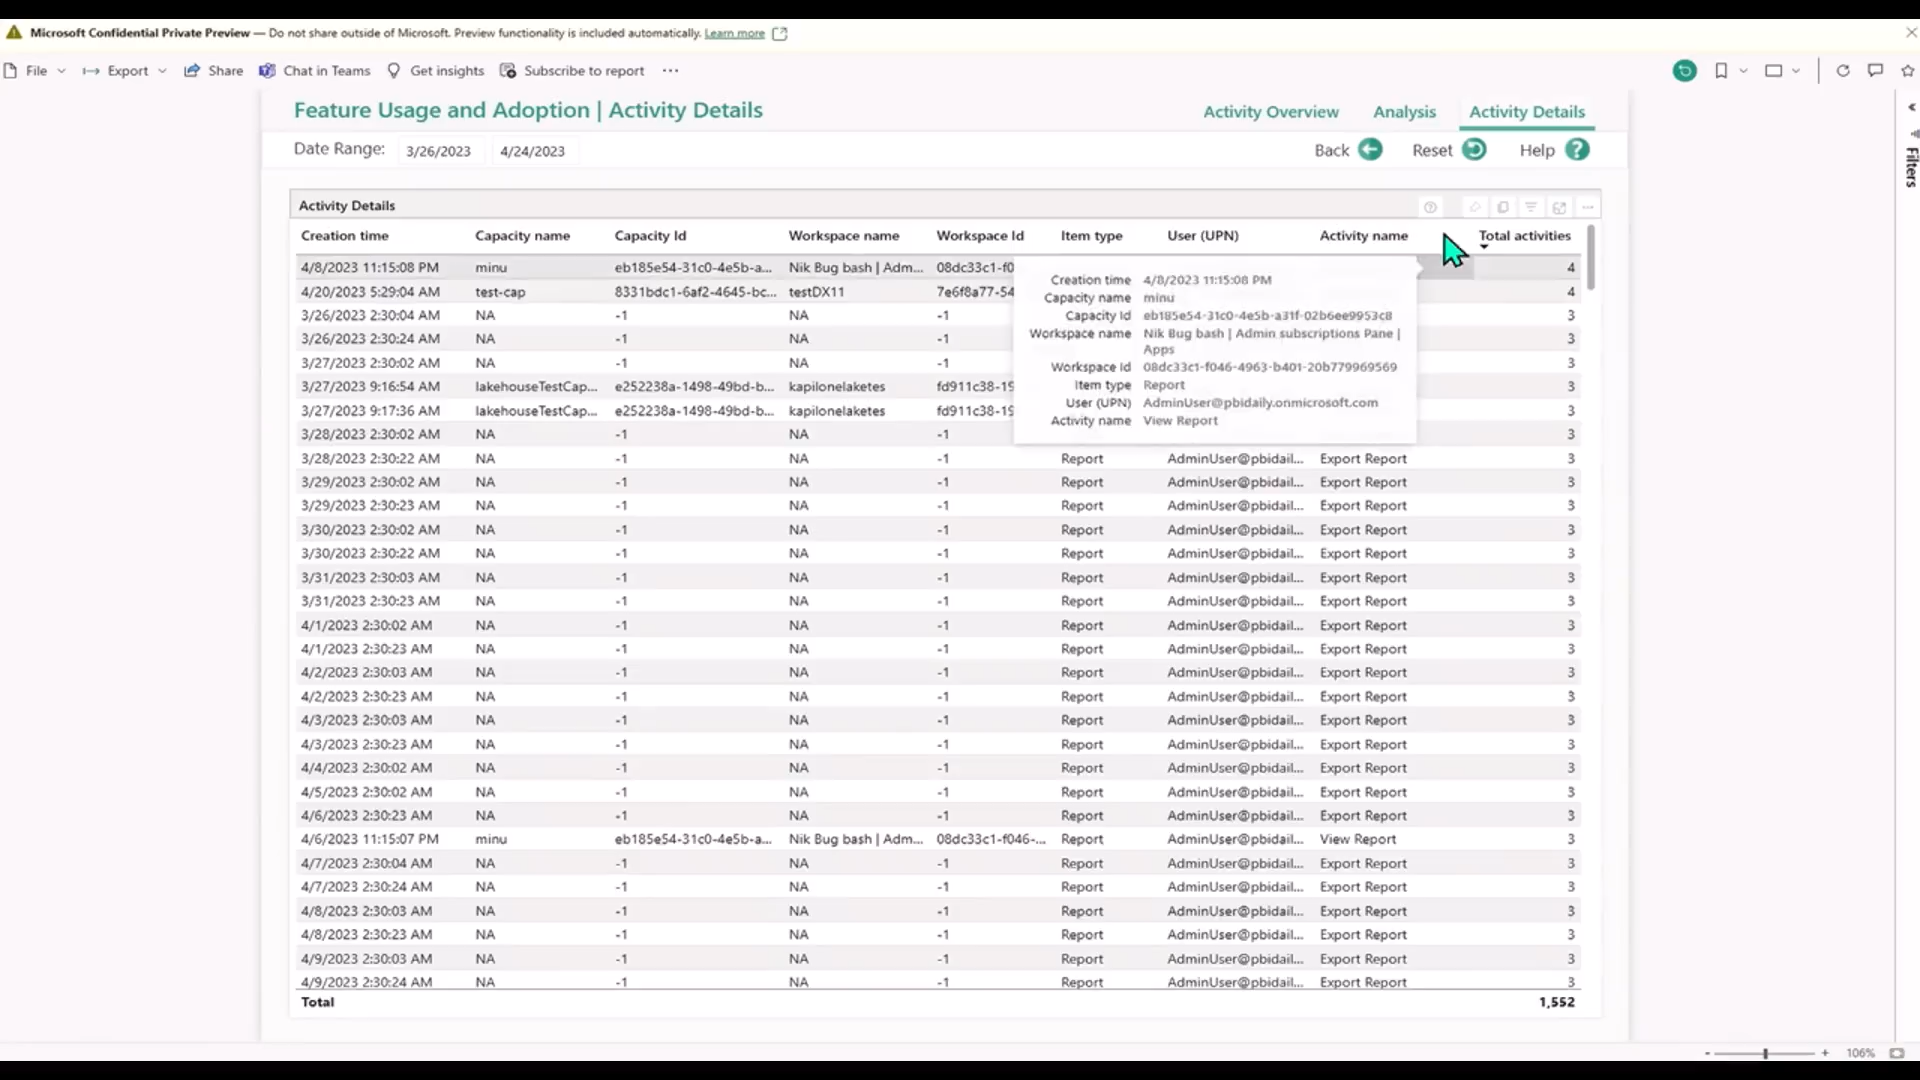 Microsoft Confidential Private Preview — Do not share outside of Microsoft. Preview functionality is included automatically. Learn more
File Export Share Chat in Teams Get insights Subscribe to report ...
Feature Usage and Adoption | Activity Details Activity Overview Analysis Activity Details
Date Range: 3/26/2023 4/24/2023 Back Reset Help ?
Filters
Activity Details
Creation time Capacity name Capacity Id Workspace name Workspace Id Item type User (UPN) Activity name Total activities
4/8/2023 11:15:08 PM minu eb185e54-31c0-4e5b-a... Nik Bug bash | Adm... 08dc33c1-f0 4
4/20/2023 5:29:04 AM test-cap 8331bdc1-6af2-4645-bc... testDX11 7e6f8a77-54 4
3/26/2023 2:30:04 AM NA -1 NA -1 3
3/26/2023 2:30:24 AM NA -1 NA -1 3
3/27/2023 2:30:02 AM NA -1 NA -1 3
3/27/2023 9:16:54 AM lakehouseTestCap... e252238a-1498-49bd-b... kapilonelaketes fd911c38-19 3
3/27/2023 9:17:36 AM lakehouseTestCap... e252238a-1498-49bd-b... kapilonelaketes fd911c38-19 3
3/28/2023 2:30:02 AM NA -1 NA -1 3
Creation time 4/8/2023 11:15:08 PM
Capacity name minu
Capacity Id eb185e54-31c0-4e5b-a31f-02b6ee9953c8
Workspace name Nik Bug bash | Admin subscriptions Pane |
Apps
Workspace Id 08dc33c1-f046-4963-b401-20b779969569
Item type Report
User (UPN) AdminUser@pbidaily.onmicrosoft.com
Activity name View Report
3/28/2023 2:30:22 AM NA -1 NA -1 Report AdminUser@pbidail... Export Report 3
3/29/2023 2:30:02 AM NA -1 NA -1 Report AdminUser@pbidail... Export Report 3
3/29/2023 2:30:23 AM NA -1 NA -1 Report AdminUser@pbidail... Export Report 3
3/30/2023 2:30:02 AM NA -1 NA -1 Report AdminUser@pbidail... Export Report 3
3/30/2023 2:30:22 AM NA -1 NA -1 Report AdminUser@pbidail... Export Report 3
3/31/2023 2:30:03 AM NA -1 NA -1 Report AdminUser@pbidail... Export Report 3
3/31/2023 2:30:23 AM NA -1 NA -1 Report AdminUser@pbidail... Export Report 3
4/1/2023 2:30:02 AM NA -1 NA -1 Report AdminUser@pbidail... Export Report 3
4/1/2023 2:30:23 AM NA -1 NA -1 Report AdminUser@pbidail... Export Report 3
4/2/2023 2:30:03 AM NA -1 NA -1 Report AdminUser@pbidail... Export Report 3
4/2/2023 2:30:23 AM NA -1 NA -1 Report AdminUser@pbidail... Export Report 3
4/3/2023 2:30:03 AM NA -1 NA -1 Report AdminUser@pbidail... Export Report 3
4/3/2023 2:30:23 AM NA -1 NA -1 Report AdminUser@pbidail... Export Report 3
4/4/2023 2:30:02 AM NA -1 NA -1 Report AdminUser@pbidail... Export Report 3
4/5/2023 2:30:02 AM NA -1 NA -1 Report AdminUser@pbidail... Export Report 3
4/6/2023 2:30:23 AM NA -1 NA -1 Report AdminUser@pbidail... Export Report 3
4/6/2023 11:15:07 PM minu eb185e54-31c0-4e5b-a... Nik Bug bash | Adm... 08dc33c1-f046-... Report AdminUser@pbidail... View Report 3
4/7/2023 2:30:04 AM NA -1 NA -1 Report AdminUser@pbidail... Export Report 3
4/7/2023 2:30:24 AM NA -1 NA -1 Report AdminUser@pbidail... Export Report 3
4/8/2023 2:30:03 AM NA -1 NA -1 Report AdminUser@pbidail... Export Report 3
4/8/2023 2:30:23 AM NA -1 NA -1 Report AdminUser@pbidail... Export Report 3
4/9/2023 2:30:03 AM NA -1 NA -1 Report AdminUser@pbidail... Export Report 3
4/9/2023 2:30:24 AM NA -1 NA -1 Report AdminUser@pbidail... Export Report 3
Total 1,552
- + 106%